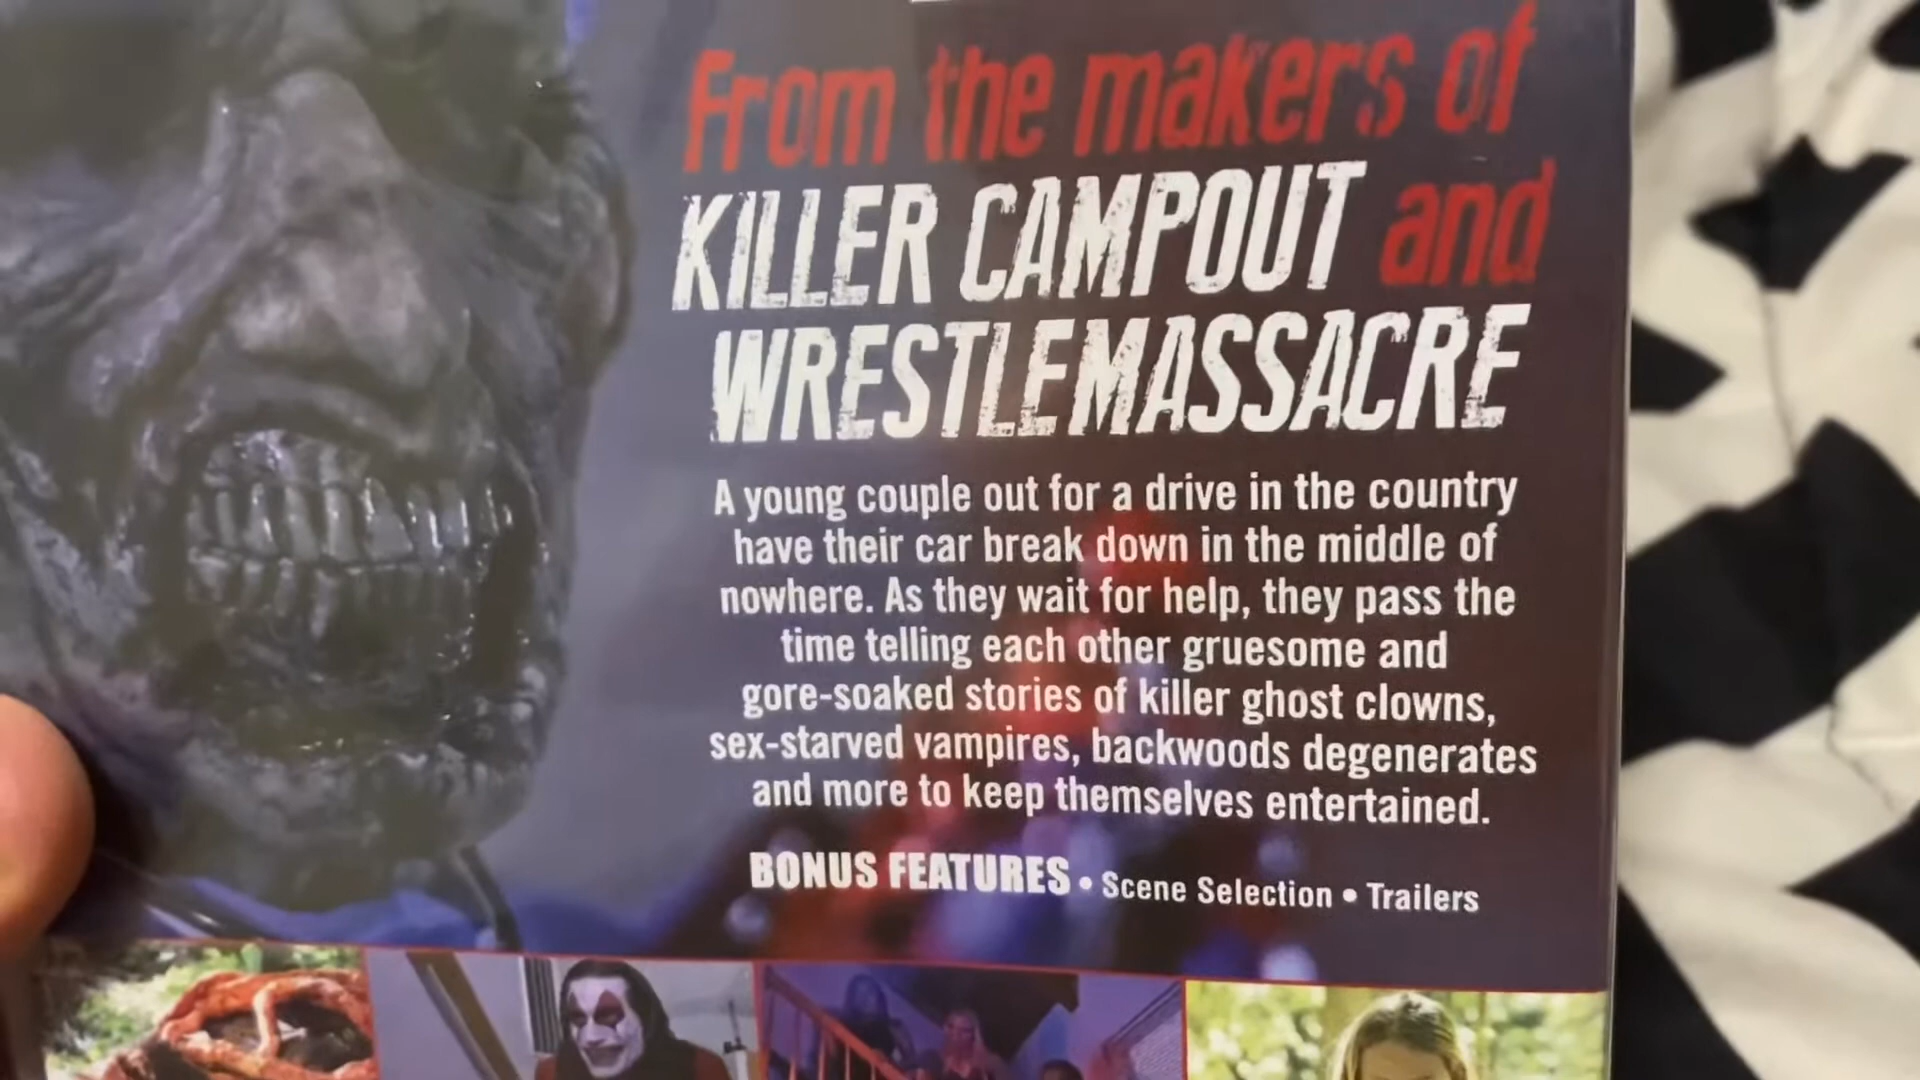 From the makers of
KILLER CAMPOUT and
WRESTLEMASSACRE
A young couple out for a drive in the country
have their car break down in the middle of
nowhere. As they wait for help, they pass the
time telling each other gruesome and
gore-soaked stories of killer ghost clowns,
sex-starved vampires, backwoods degenerates
and more to keep themselves entertained.
BONUS FEATURES • Scene Selection • Trailers